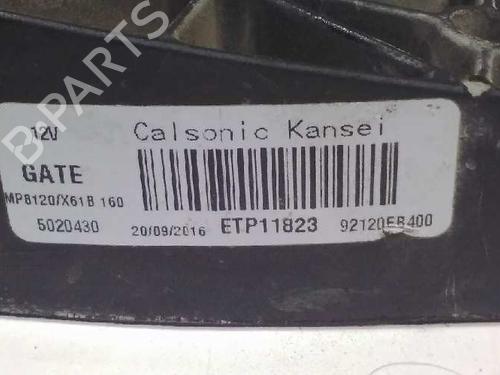 12V Calsonic Kansei
GATE
MP8120/X61B 160
5020430 20/09/2016 ETP11823 92120EB400
B-PARTS